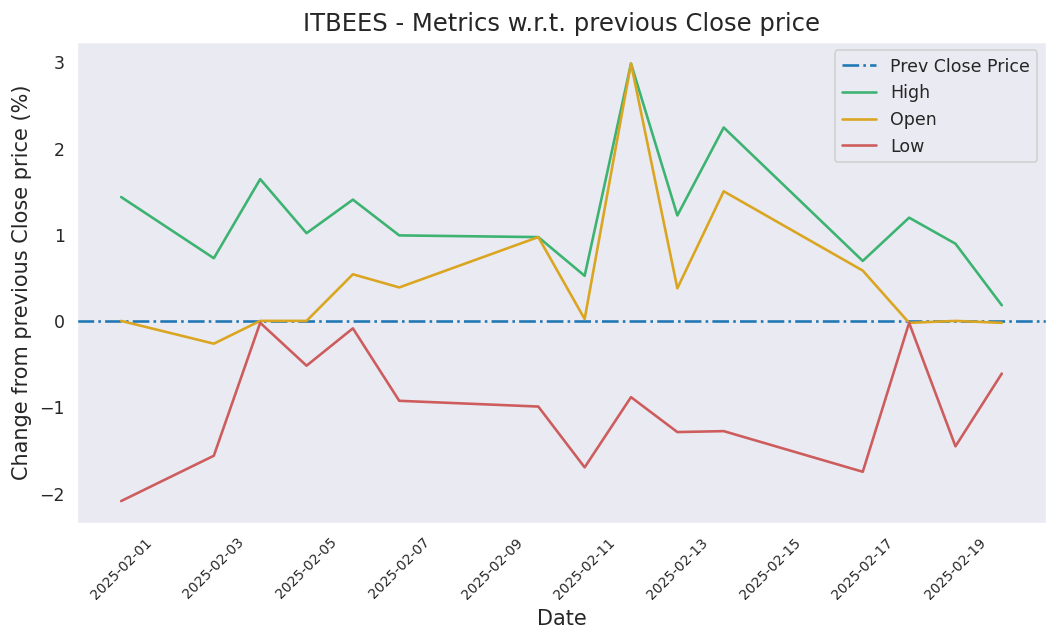 ITBEES - Metrics w.r.t. previous Close price
Prev Close Price
High
Open
Low
Change from previous Close price (%)
3
2
1
0
−1
−2
2025-02-01
2025-02-03
2025-02-05
2025-02-07
2025-02-09
2025-02-11
2025-02-13
2025-02-15
2025-02-17
2025-02-19
Date